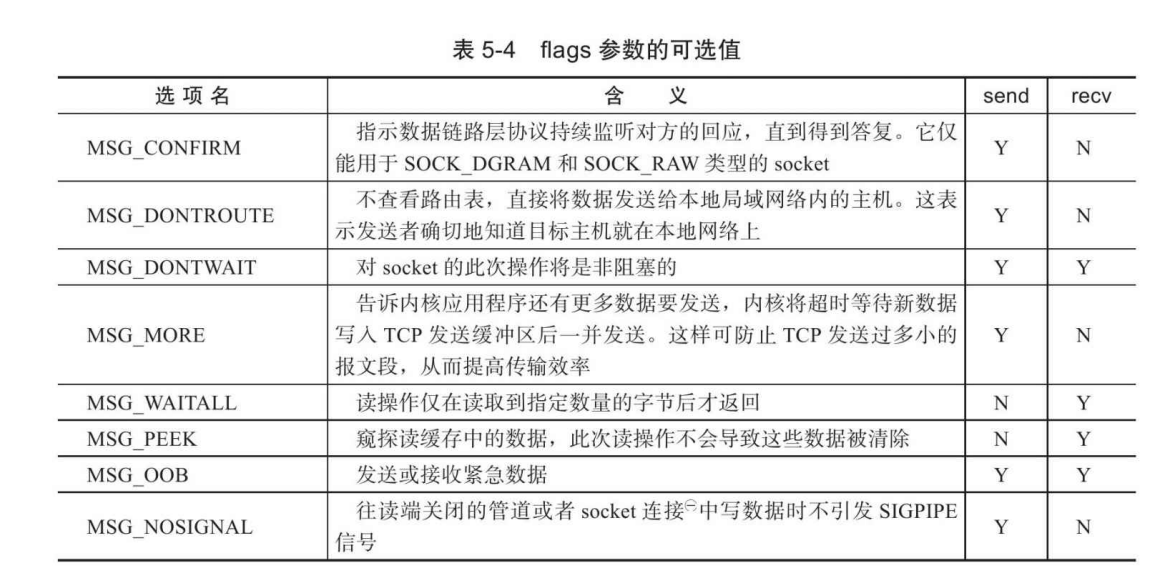 表 5-4 flags 参数的可选值
选 项 名 含 义 send recv
MSG_CONFIRM 指示数据链路层协议持续监听对方的回应，直到得到答复。它仅 Y N
能用于 SOCK_DGRAM 和 SOCK_RAW 类型的 socket
MSG_DONTROUTE 不查看路由表，直接将数据发送给本地局域网络内的主机。这表 Y N
示发送者确切地知道目标主机就在本地网络上
MSG_DONTWAIT 对 socket 的此次操作将是非阻塞的 Y Y
告诉内核应用程序还有更多数据要发送，内核将超时等待新数据
MSG_MORE 写入 TCP 发送缓冲区后一并发送。这样可防止 TCP 发送过多小的 Y N
报文段，从而提高传输效率
MSG_WAITALL 读操作仅在读取到指定数量的字节后才返回 N Y
MSG_PEEK 窥探读缓存中的数据，此次读操作不会导致这些数据被清除 N Y
MSG_OOB 发送或接收紧急数据 Y Y
MSG_NOSIGNAL 往读端关闭的管道或者 socket 连接㊀中写数据时不引发 SIGPIPE Y N
信号